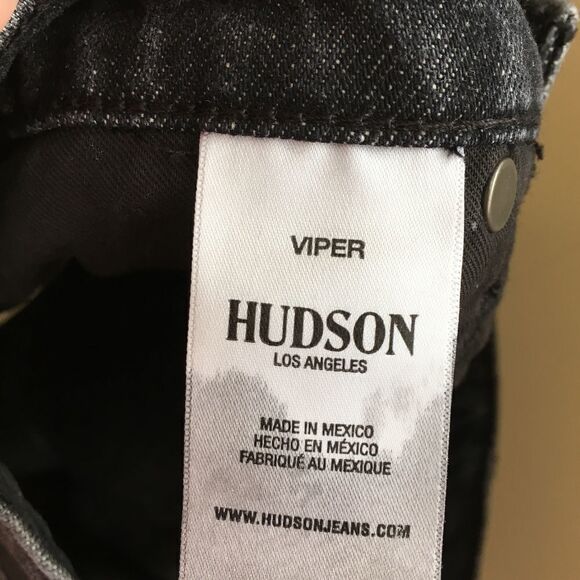 VIPER
HUDSON
LOS ANGELES
MADE IN MEXICO
HECHO EN MÉXICO
FABRIQUÉ AU MEXIQUE
WWW.HUDSONJEANS.COM